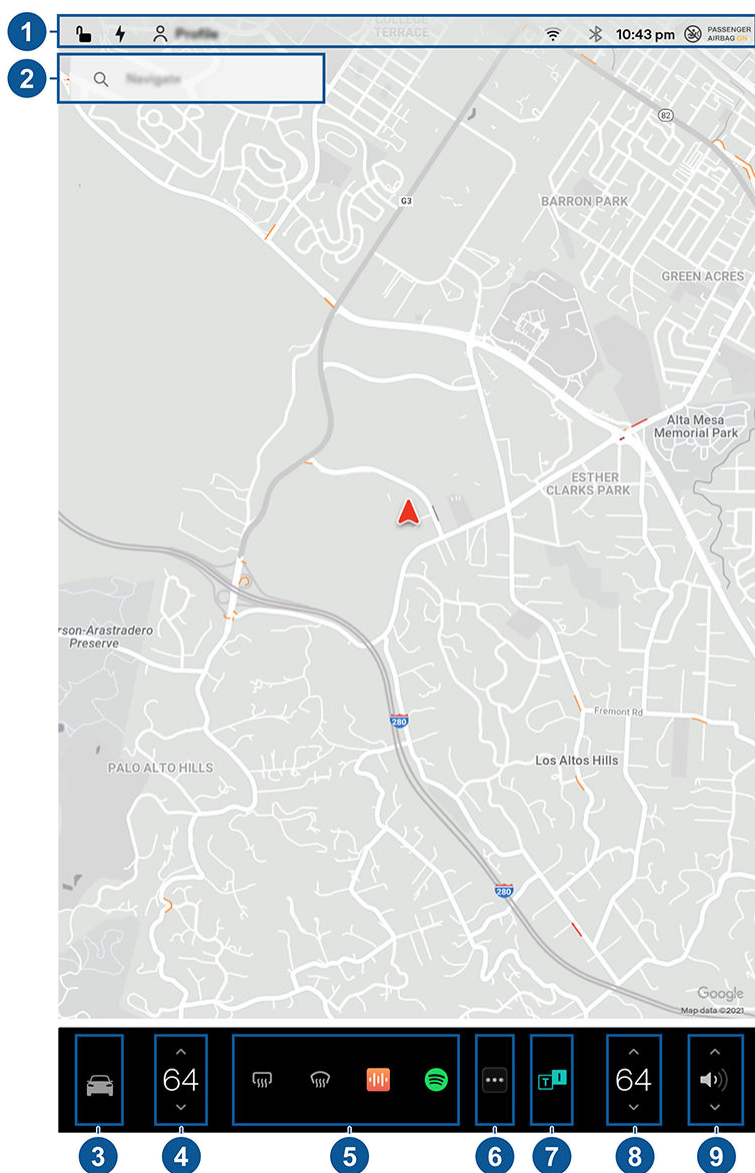 1
COLLEGE
TERRACE
Profile
10:43 pm
PASSENGER
AIRBAG ON
2
Navigate
82
G3
BARRON PARK
GREEN ACRES
Alta Mesa
Memorial Park
ESTHER
CLARKS PARK
rson-Arastradero
Preserve
280
Fremont Rd
Los Altos Hills
PALO ALTO HILLS
280
Google
Map data ©2021
64
T I
64
3
4
5
6
7
8
9